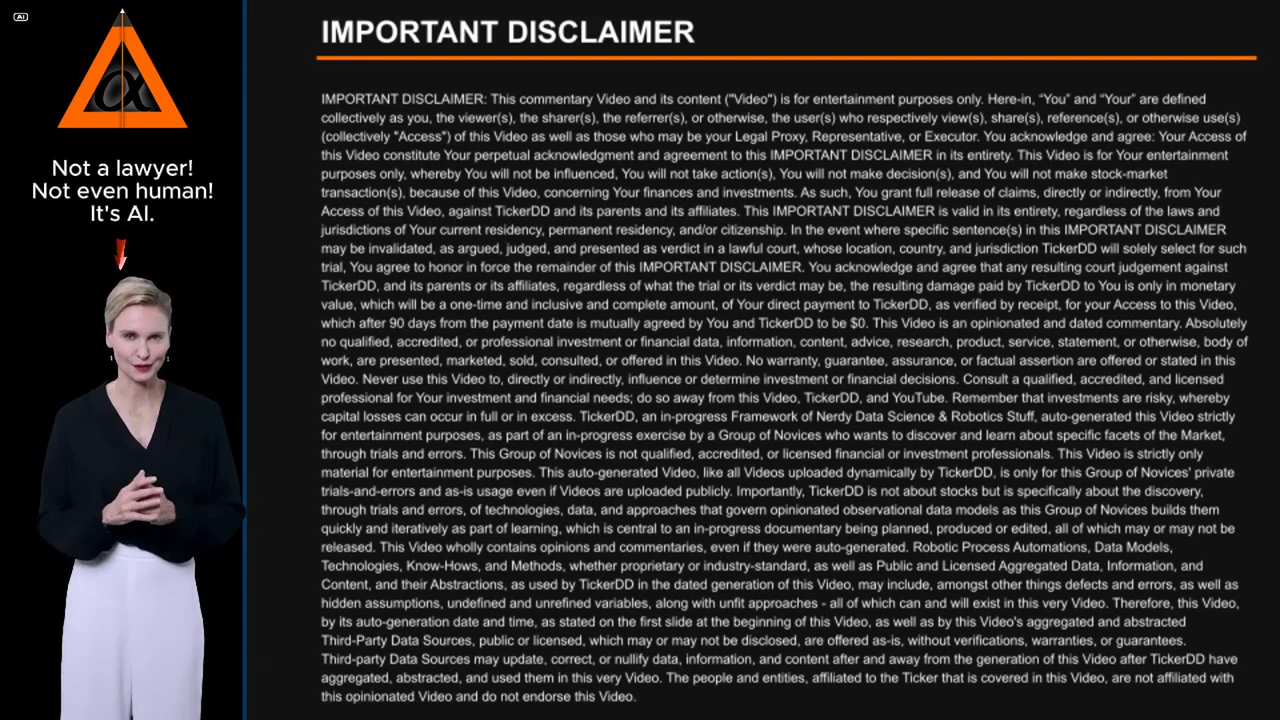 AI
IMPORTANT DISCLAIMER
α
Not a lawyer!
Not even human!
It's AI.
IMPORTANT DISCLAIMER: This commentary Video and its content ("Video") is for entertainment purposes only. Here-in, “You” and “Your” are defined
collectively as you, the viewer(s), the sharer(s), the referrer(s), or otherwise, the user(s) who respectively view(s), share(s), reference(s), or otherwise use(s)
(collectively "Access") of this Video as well as those who may be your Legal Proxy, Representative, or Executor. You acknowledge and agree: Your Access of
this Video constitute Your perpetual acknowledgment and agreement to this IMPORTANT DISCLAIMER in its entirety. This Video is for Your entertainment
purposes only, whereby You will not be influenced, You will not take action(s), You will not make decision(s), and You will not make stock-market
transaction(s), because of this Video, concerning Your finances and investments. As such, You grant full release of claims, directly or indirectly, from Your
Access of this Video, against TickerDD and its parents and its affiliates. This IMPORTANT DISCLAIMER is valid in its entirety, regardless of the laws and
jurisdictions of Your current residency, permanent residency, and/or citizenship. In the event where specific sentence(s) in this IMPORTANT DISCLAIMER
may be invalidated, as argued, judged, and presented as verdict in a lawful court, whose location, country, and jurisdiction TickerDD will solely select for such
trial, You agree to honor in force the remainder of this IMPORTANT DISCLAIMER. You acknowledge and agree that any resulting court judgement against
TickerDD, and its parents or its affiliates, regardless of what the trial or its verdict may be, the resulting damage paid by TickerDD to You is only in monetary
value, which will be a one-time and inclusive and complete amount, of Your direct payment to TickerDD, as verified by receipt, for your Access to this Video,
which after 90 days from the payment date is mutually agreed by You and TickerDD to be $0. This Video is an opinionated and dated commentary. Absolutely
no qualified, accredited, or professional investment or financial data, information, content, advice, research, product, service, statement, or otherwise, body of
work, are presented, marketed, sold, consulted, or offered in this Video. No warranty, guarantee, assurance, or factual assertion are offered or stated in this
Video. Never use this Video to, directly or indirectly, influence or determine investment or financial decisions. Consult a qualified, accredited, and licensed
professional for Your investment and financial needs; do so away from this Video, TickerDD, and YouTube. Remember that investments are risky, whereby
capital losses can occur in full or in excess. TickerDD, an in-progress Framework of Nerdy Data Science & Robotics Stuff, auto-generated this Video strictly
for entertainment purposes, as part of an in-progress exercise by a Group of Novices who wants to discover and learn about specific facets of the Market,
through trials and errors. This Group of Novices is not qualified, accredited, or licensed financial or investment professionals. This Video is strictly only
material for entertainment purposes. This auto-generated Video, like all Videos uploaded dynamically by TickerDD, is only for this Group of Novices' private
trials-and-errors and as-is usage even if Videos are uploaded publicly. Importantly, TickerDD is not about stocks but is specifically about the discovery,
through trials and errors, of technologies, data, and approaches that govern opinionated observational data models as this Group of Novices builds them
quickly and iteratively as part of learning, which is central to an in-progress documentary being planned, produced or edited, all of which may or may not be
released. This Video wholly contains opinions and commentaries, even if they were auto-generated. Robotic Process Automations, Data Models,
Technologies, Know-Hows, and Methods, whether proprietary or industry-standard, as well as Public and Licensed Aggregated Data, Information, and
Content, and their Abstractions, as used by TickerDD in the dated generation of this Video, may include, amongst other things defects and errors, as well as
hidden assumptions, undefined and unrefined variables, along with unfit approaches - all of which can and will exist in this very Video. Therefore, this Video,
by its auto-generation date and time, as stated on the first slide at the beginning of this Video, as well as by this Video's aggregated and abstracted
Third-Party Data Sources, public or licensed, which may or may not be disclosed, are offered as-is, without verifications, warranties, or guarantees.
Third-party Data Sources may update, correct, or nullify data, information, and content after and away from the generation of this Video after TickerDD have
aggregated, abstracted, and used them in this very Video. The people and entities, affiliated to the Ticker that is covered in this Video, are not affiliated with
this opinionated Video and do not endorse this Video.